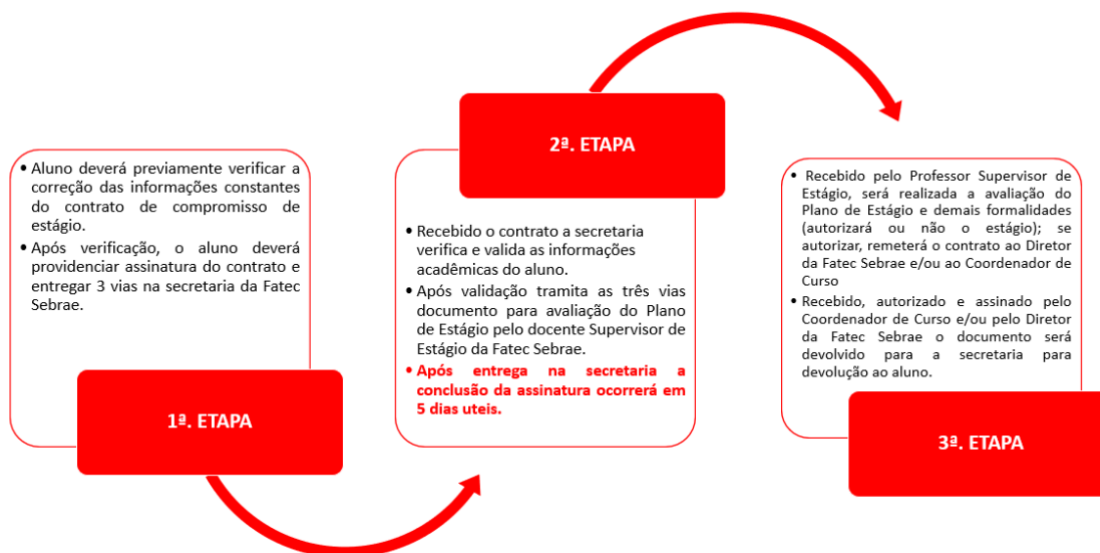 • Aluno deverá previamente verificar a
correção das informações constantes
do contrato de compromisso de
estágio.
• Após verificação, o aluno deverá
providenciar assinatura do contrato e
entregar 3 vias na secretaria da Fatec
Sebrae.
1ª. ETAPA
2ª. ETAPA
• Recebido o contrato a secretaria
verifica e valida as informações
acadêmicas do aluno.
• Após validação tramita as três vias
documento para avaliação do Plano
de Estágio pelo docente Supervisor de
Estágio da Fatec Sebrae.
• Após entrega na secretaria a
conclusão da assinatura ocorrerá em
5 dias uteis.
• Recebido pelo Professor Supervisor de
Estágio, será realizada a avaliação do
Plano de Estágio e demais formalidades
(autorizará ou não o estágio); se
autorizar, remeterá o contrato ao Diretor
da Fatec Sebrae e/ou ao Coordenador de
Curso
• Recebido, autorizado e assinado pelo
Coordenador de Curso e/ou pelo Diretor
da Fatec Sebrae o documento será
devolvido para a secretaria para
devolução ao aluno.
3ª. ETAPA